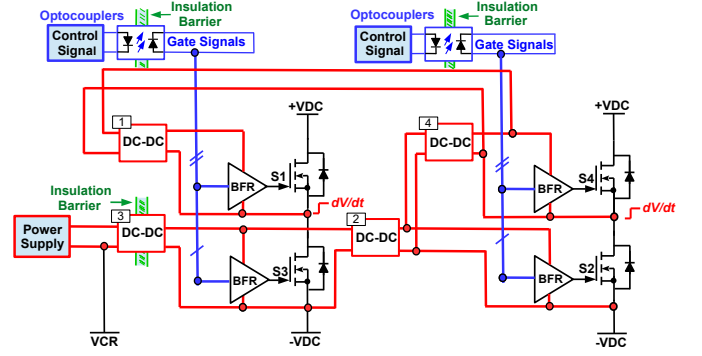 Optocouplers
Insulation
Barrier
Control
Signal
Gate Signals
Optocouplers
Insulation
Barrier
Control
Signal
Gate Signals
+VDC
+VDC
1
DC-DC
4
DC-DC
S1
BFR
dV/dt
S4
BFR
dV/dt
Insulation
Barrier
3
DC-DC
Power
Supply
2
DC-DC
S3
BFR
S2
BFR
VCR
-VDC
-VDC